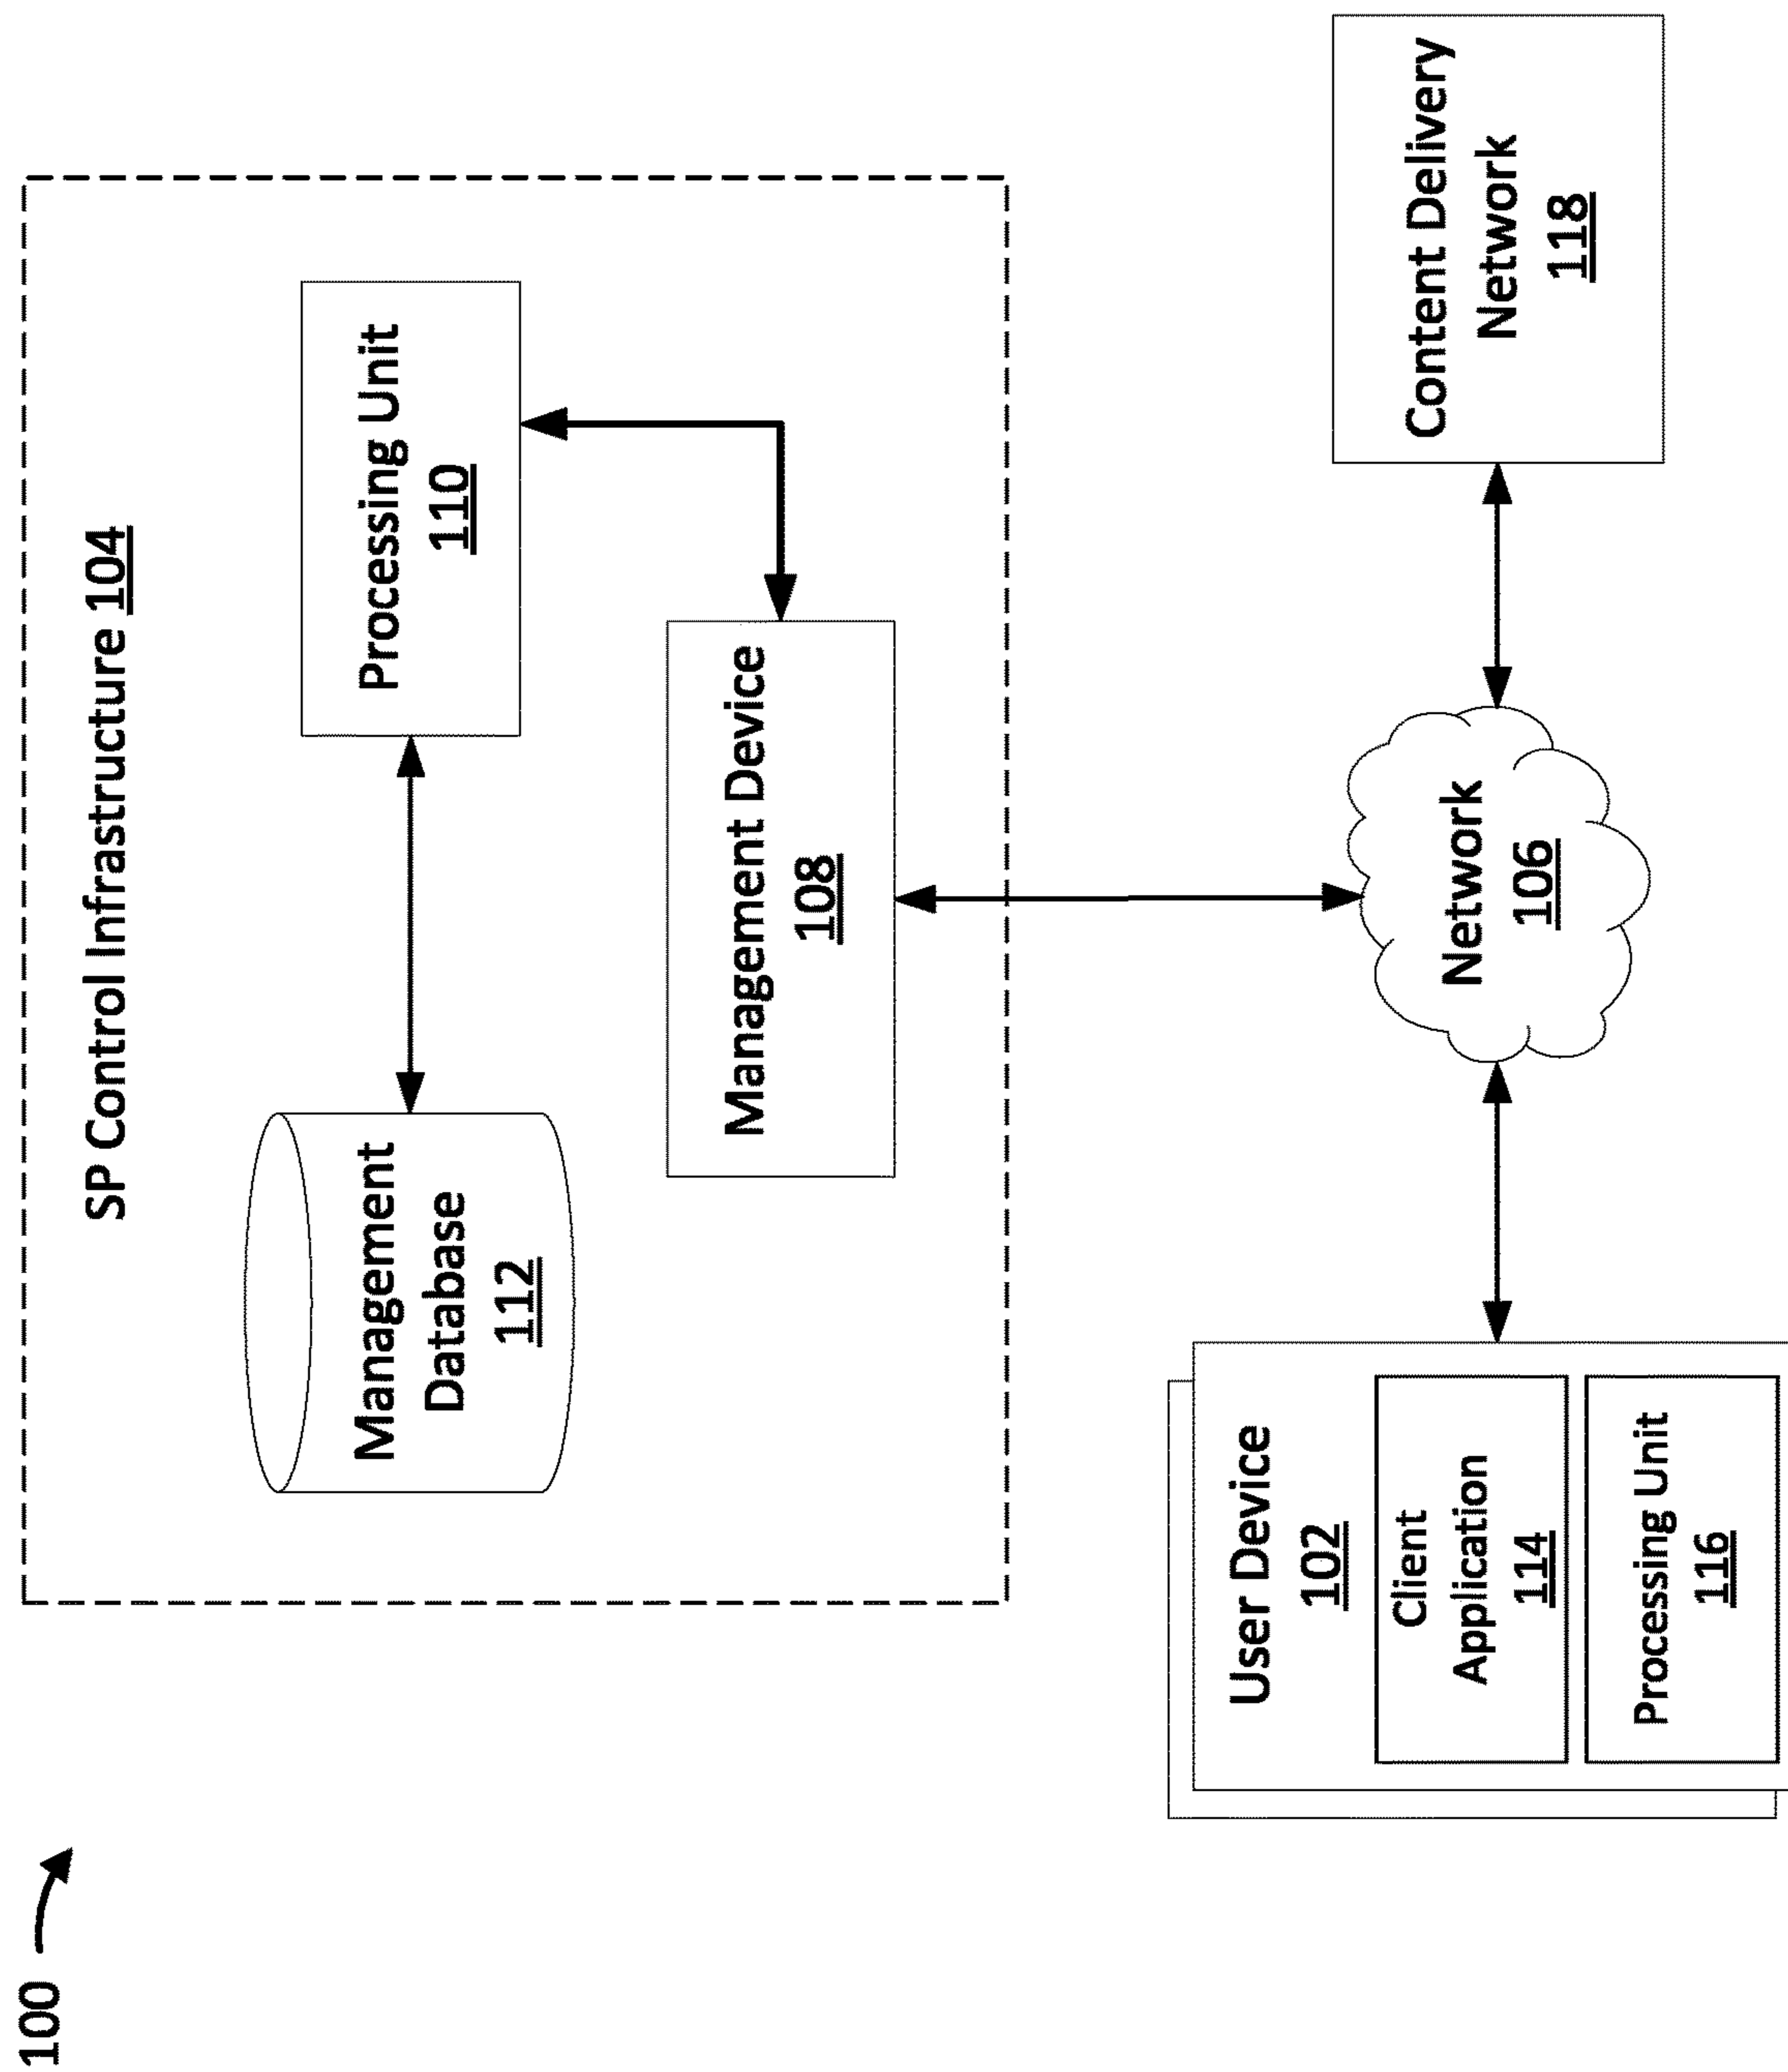 100
SP Control Infrastructure 104
Management
Database
112
Processing Unit
110
Management Device
108
User Device
102
Client
Application
114
Processing Unit
116
Network
106
Content Delivery
Network
118